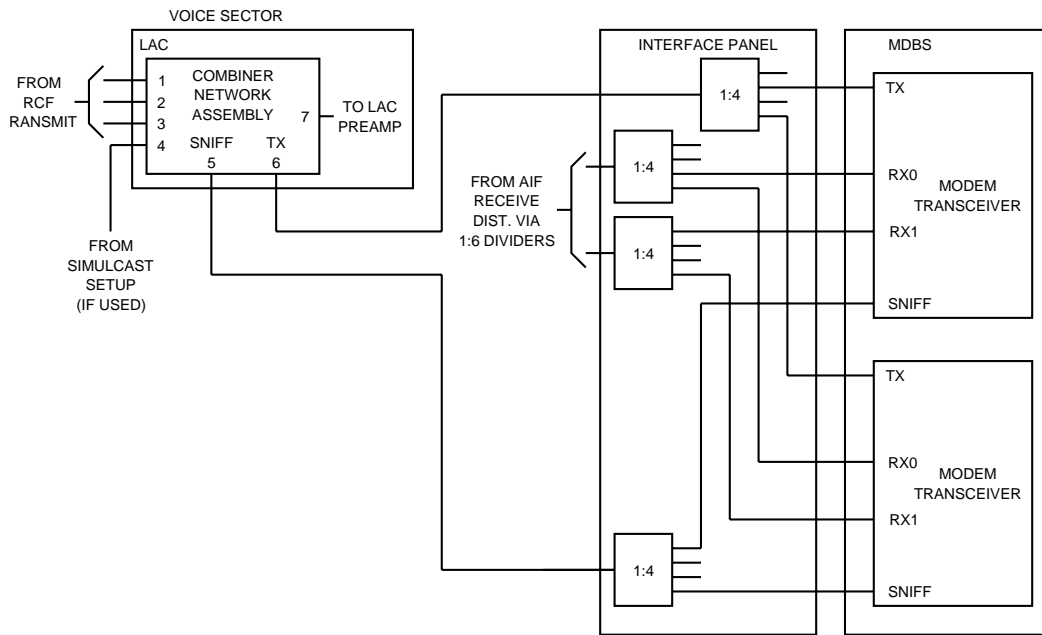 VOICE SECTOR
LAC
COMBINER
NETWORK
ASSEMBLY
1
2
3
4
SNIFF
5
TX
6
7
FROM
RCF
RANSMIT
TO LAC
PREAMP
FROM
SIMULCAST
SETUP
(IF USED)
INTERFACE PANEL
1:4
1:4
1:4
1:4
FROM AIF
RECEIVE
DIST. VIA
1:6 DIVIDERS
MDBS
TX
RX0
RX1
SNIFF
MODEM
TRANSCEIVER
TX
RX0
RX1
SNIFF
MODEM
TRANSCEIVER